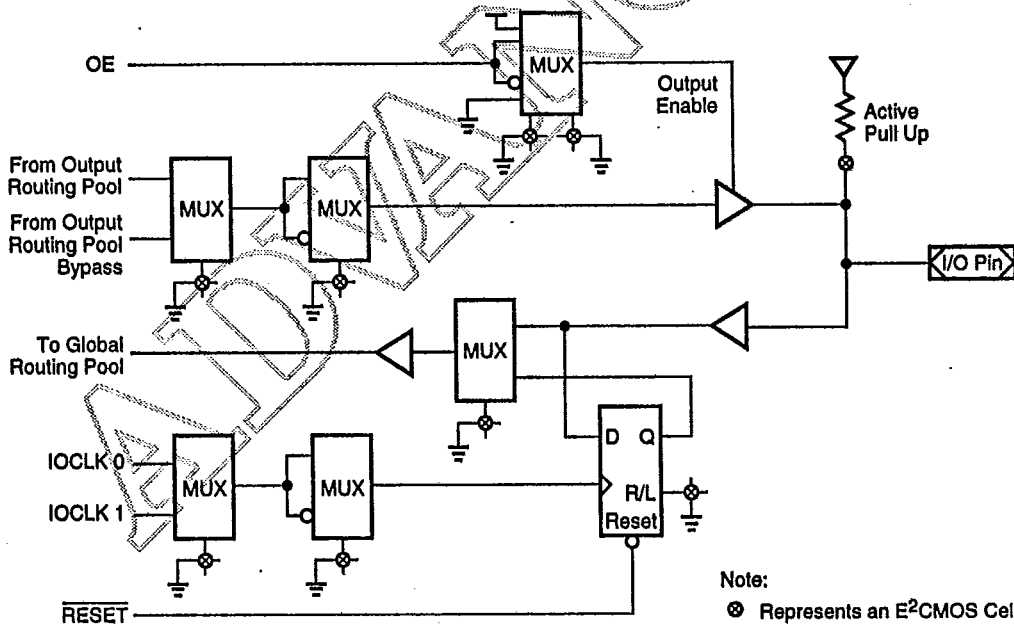 OE
MUX
Output
Enable
Active
Pull Up
From Output
Routing Pool
MUX
MUX
From Output
Routing Pool
Bypass
I/O Pin
To Global
Routing Pool
MUX
D Q
R/L
Reset
IOCLK 0
MUX
MUX
IOCLK 1
RESET
Note:
⊗ Represents an E²CMOS Cel
ADVAN